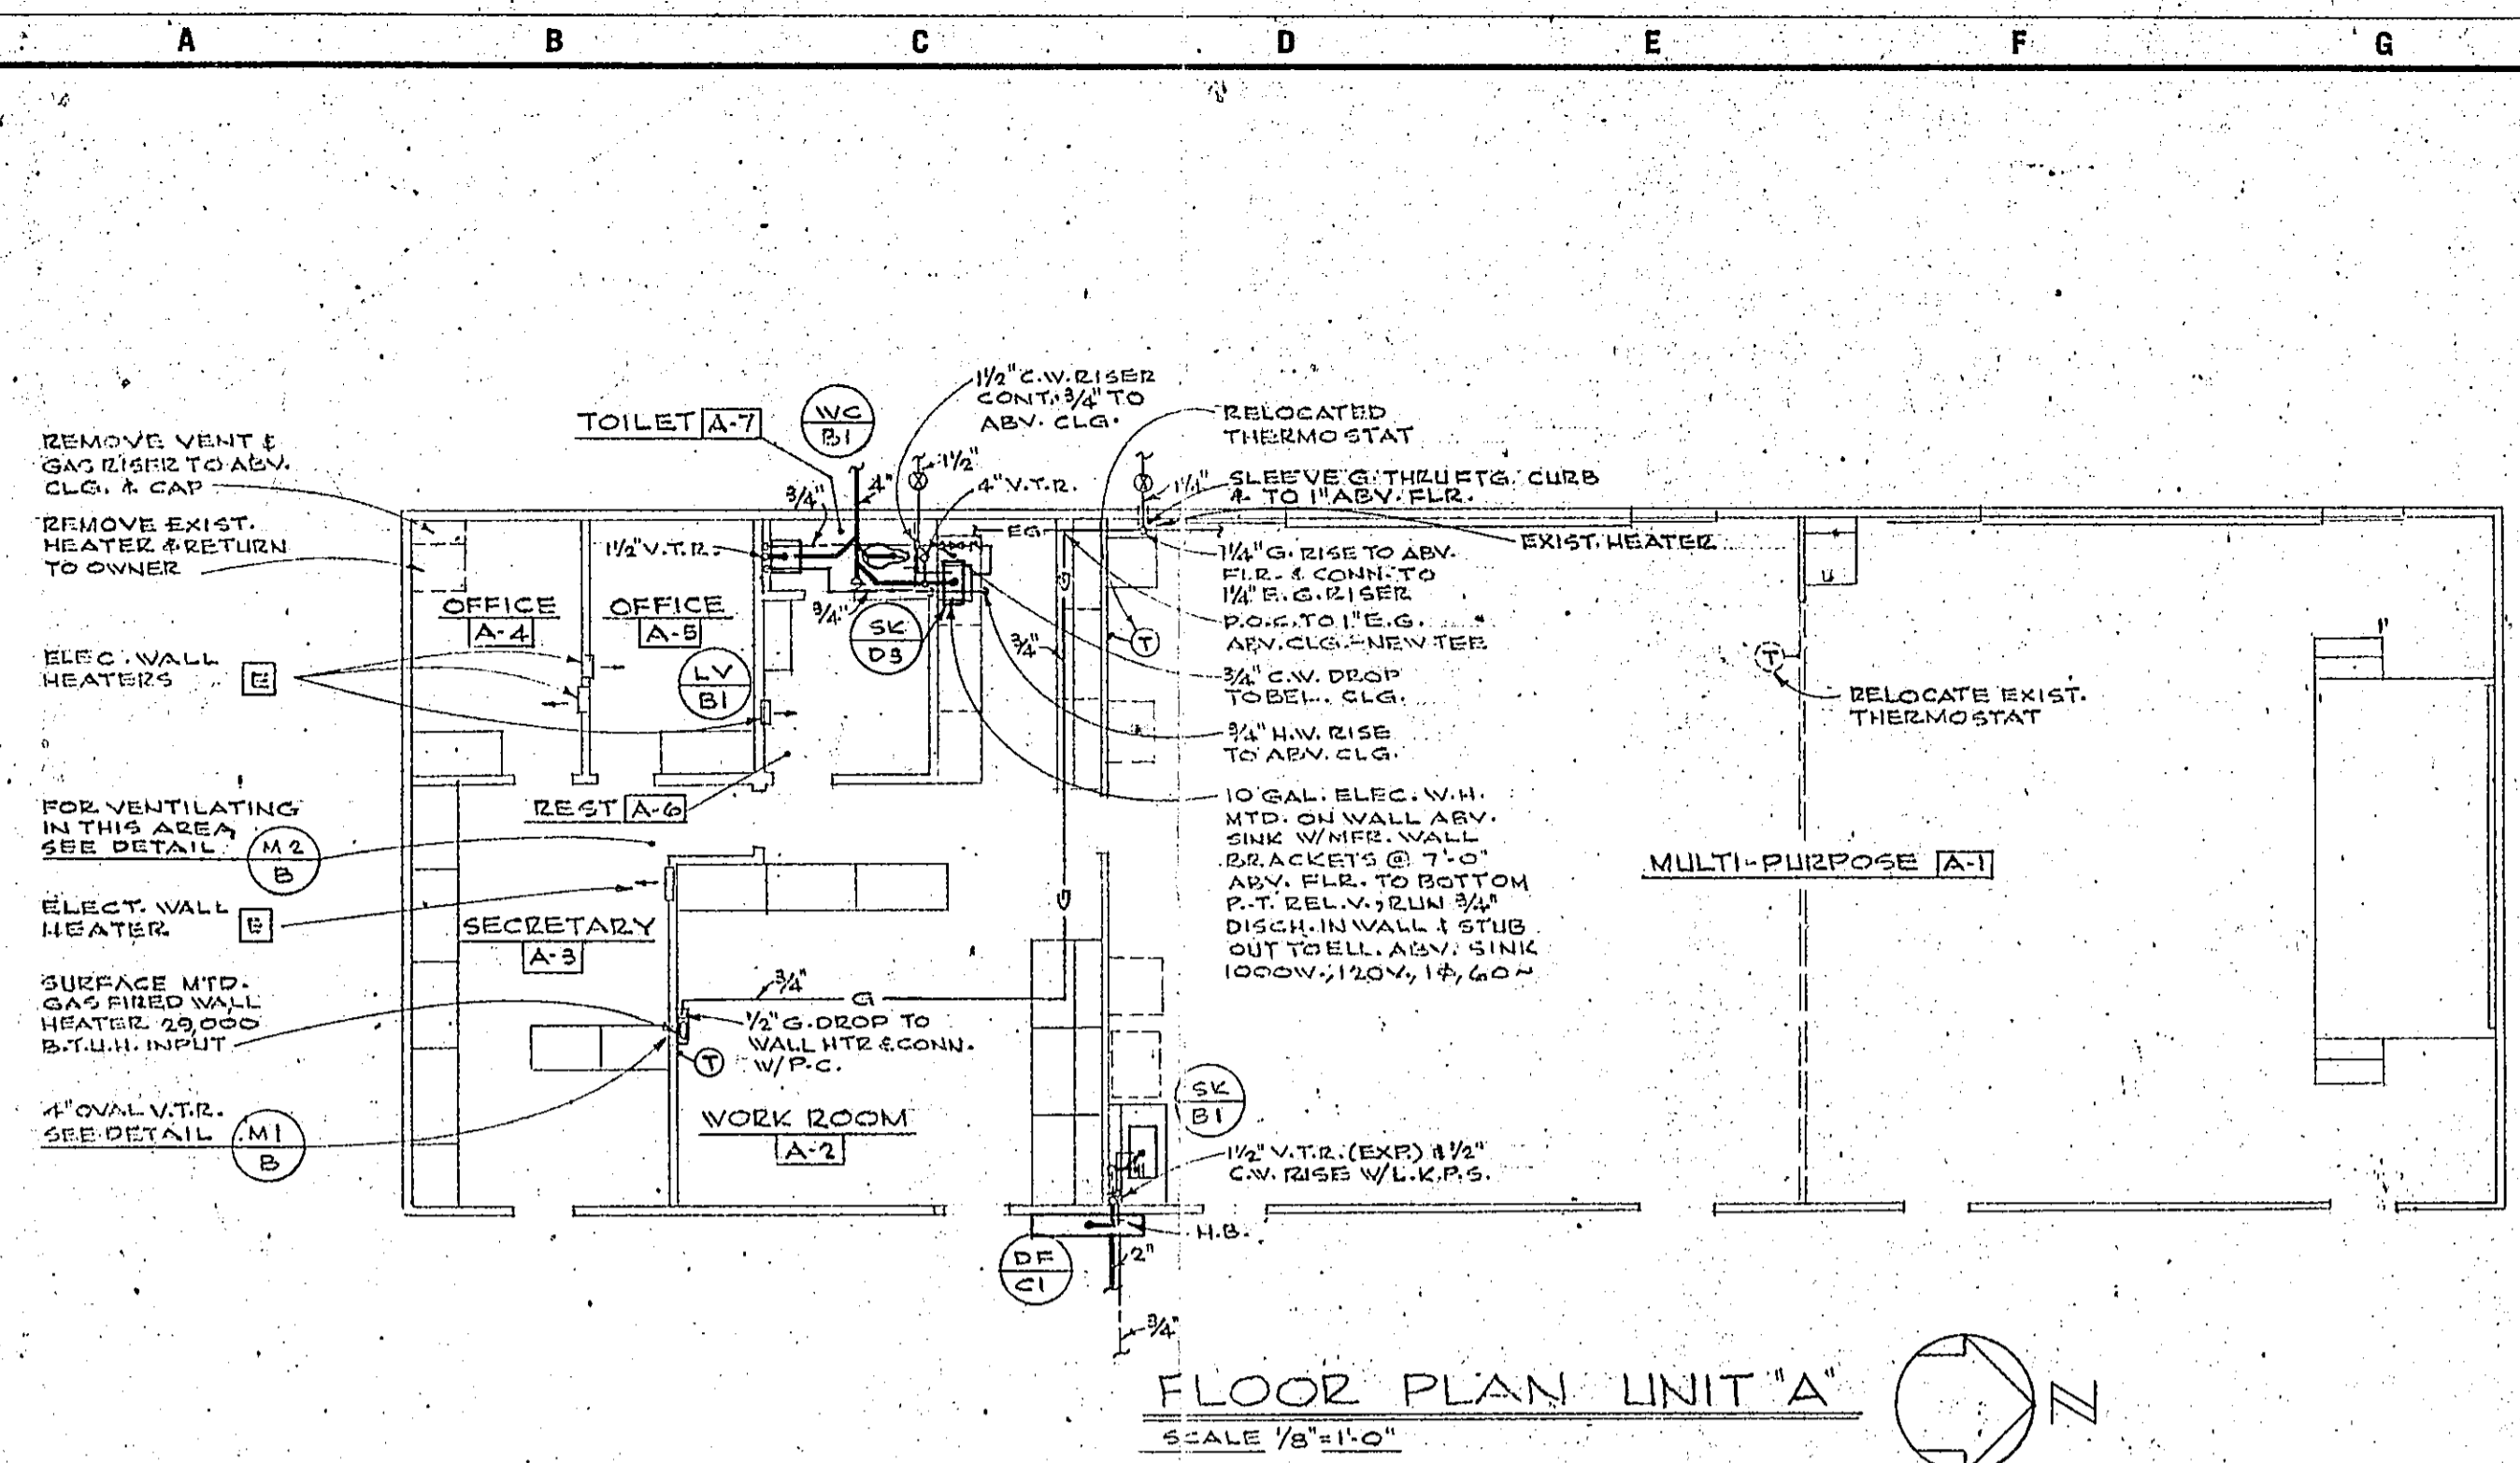 A B C D E F G
1½" C.W. RISER
CONT. ¾" TO
ABV. CLG.
TOILET A-7
WC
B1
RELOCATED
THERMOSTAT
REMOVE VENT &
GAS RISER TO ABV.
CLG. & CAP
1½"
4"
¾"
4" V.T.R.
1¼"
SLEEVE G. THRU FTG. CURB
& TO 1" ABV. FLR.
REMOVE EXIST.
HEATER & RETURN
TO OWNER
1½" V.T.R.
EG
EXIST. HEATER
1¼" G. RISE TO ABV.
FLR. & CONN. TO
1¼" E.G. RISER
OFFICE
A-4
OFFICE
A-5
¾"
SK
D3
¾"
T
P.O.C. TO 1" E.G.
ABV. CLG.-NEW TEE
ELEC. WALL
HEATERS E
LV
B1
¾" C.W. DROP
TO BEL. CLG.
T
RELOCATE EXIST.
THERMOSTAT
U
1"
¾" H.W. RISE
TO ABV. CLG.
FOR VENTILATING
IN THIS AREA
SEE DETAIL M2
B
REST A-6
10 GAL. ELEC. W.H.
MTD. ON WALL ABV.
SINK W/MFR. WALL
BRACKETS @ 7'-0"
ABV. FLR. TO BOTTOM
P.-T. REL.V.; RUN ¾"
DISCH. IN WALL & STUB
OUT TO ELL. ABV. SINK
1000W.; 120V., 1ϕ, 60~
MULTI-PURPOSE A-1
ELECT. WALL
HEATER E
SECRETARY
A-3
G
G
SURFACE MTD.
GAS FIRED WALL
HEATER 29,000
B.T.U.H. INPUT
¾" G
½" G. DROP TO
WALL HTR & CONN.
W/P.C.
T
4" OVAL V.T.R.
SEE DETAIL M1
B
WORK ROOM
A-2
SK
B1
1½" V.T.R. (EXP.) & ½"
C.W. RISE W/L.K.P.S.
H.B.
DF
C1
2"
¾"
FLOOR PLAN UNIT "A"
SCALE 1/8"=1'-0"
N